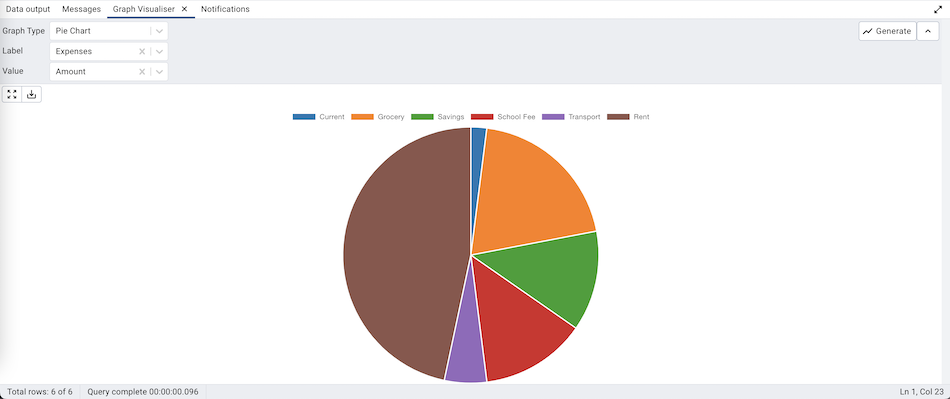 Data output Messages Graph Visualiser Notifications
Graph Type Pie Chart Generate
Label Expenses
Value Amount
Current Grocery Savings School Fee Transport Rent
Total rows: 6 of 6 Query complete 00:00:00.096 Ln 1, Col 23